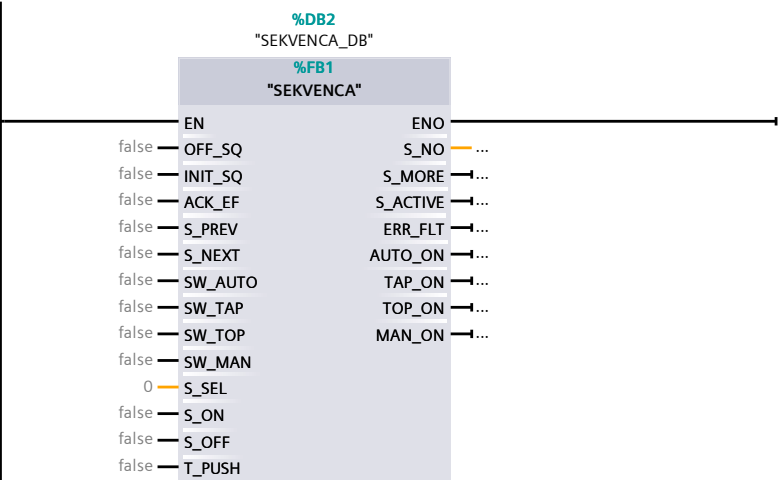 %DB2
"SEKVENCA_DB"
%FB1
"SEKVENCA"
EN ENO
false OFF_SQ S_NO ...
false INIT_SQ S_MORE ...
false ACK_EF S_ACTIVE ...
false S_PREV ERR_FLT ...
false S_NEXT AUTO_ON ...
false SW_AUTO TAP_ON ...
false SW_TAP TOP_ON ...
false SW_TOP MAN_ON ...
false SW_MAN
0 S_SEL
false S_ON
false S_OFF
false T_PUSH